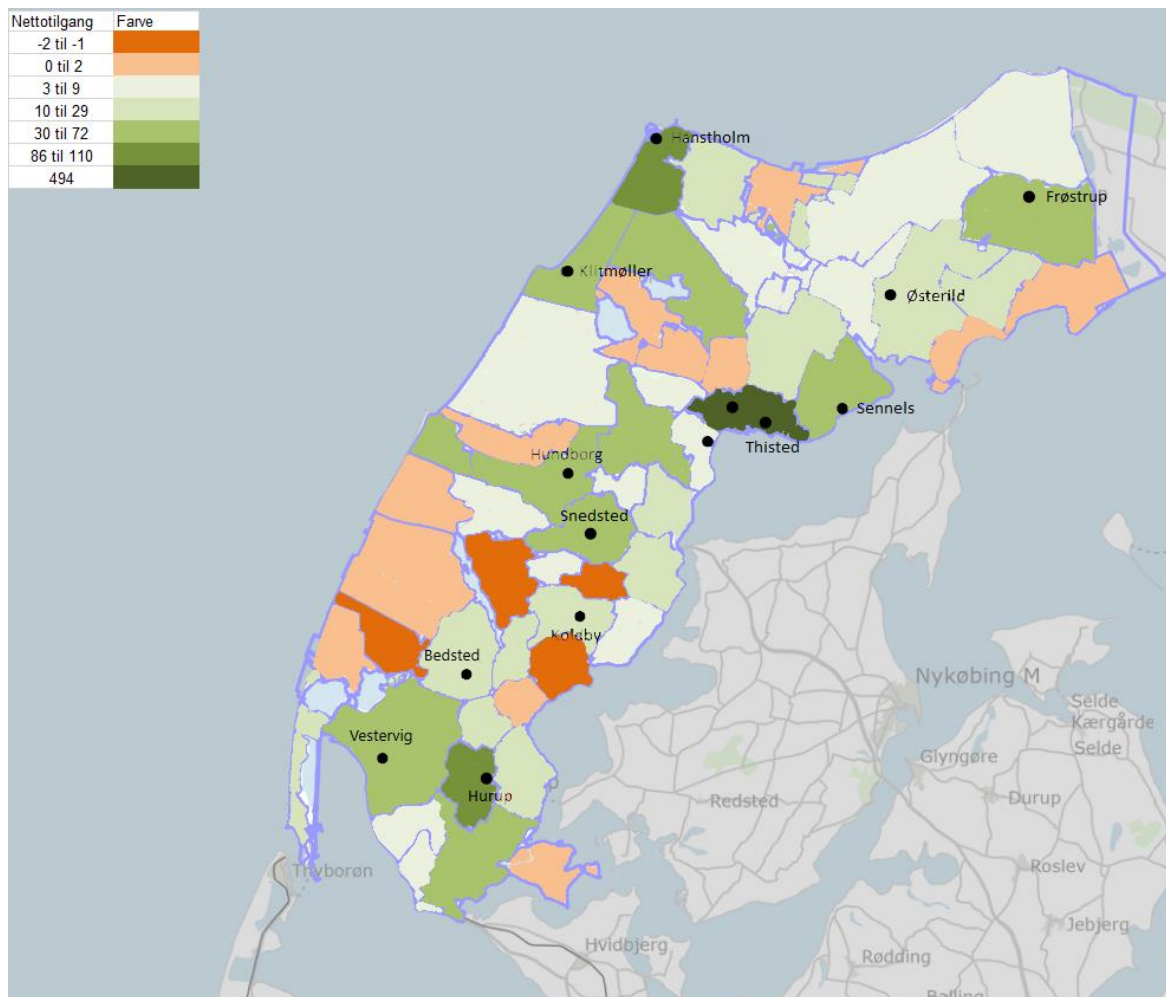 Nettotilgang Farve
-2 til -1
0 til 2
3 til 9
10 til 29
30 til 72
86 til 110
494
Hanstholm
Frøstrup
Klitmøller
Østerild
Sennels
Thisted
Hundborg
Snedsted
Koldby
Bedsted
Nykøbing M
Selde
Kærgårde
Selde
Vestervig
Glyngøre
Hurup
Redsted
Durup
Thyborøn
Roslev
Jebjerg
Hvidbjerg
Rødding
Balling